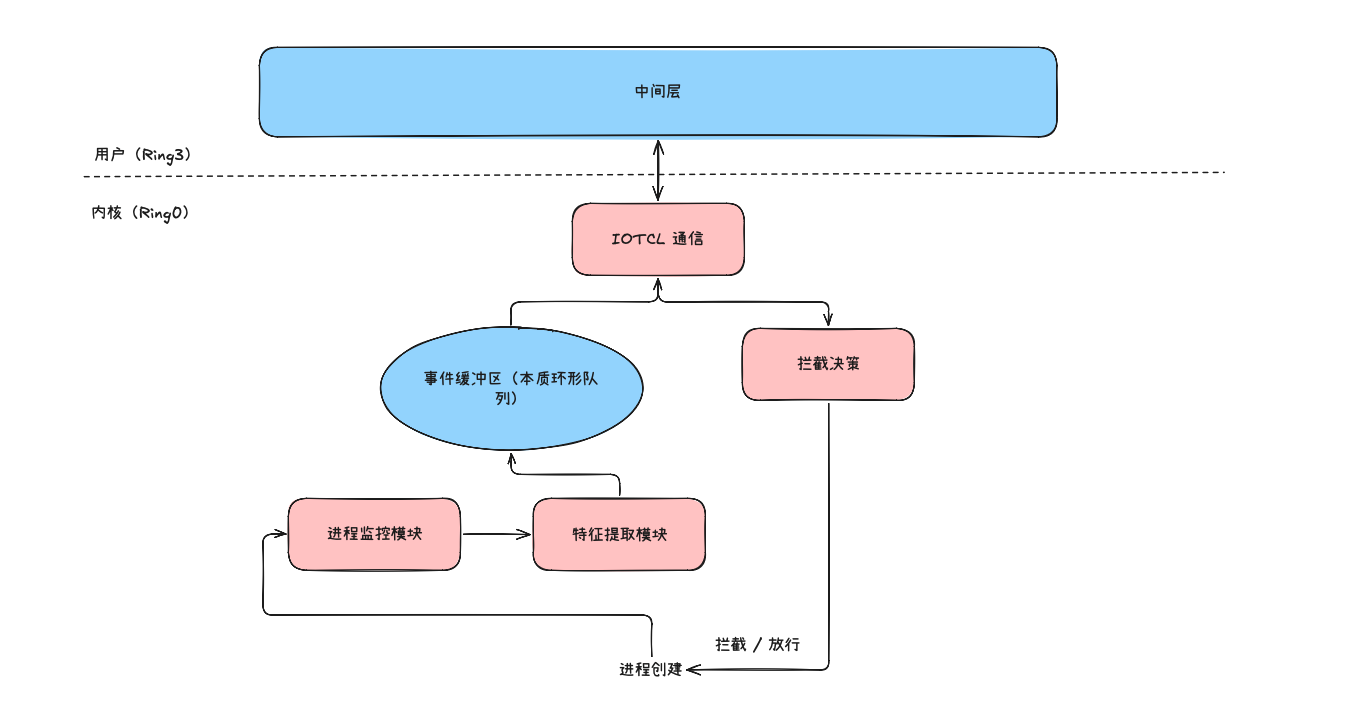 中间层
用户（Ring3）
内核（Ring0）
IOTCL 通信
事件缓冲区（本质环形队
列）
拦截决策
进程监控模块
特征提取模块
拦截 / 放行
进程创建